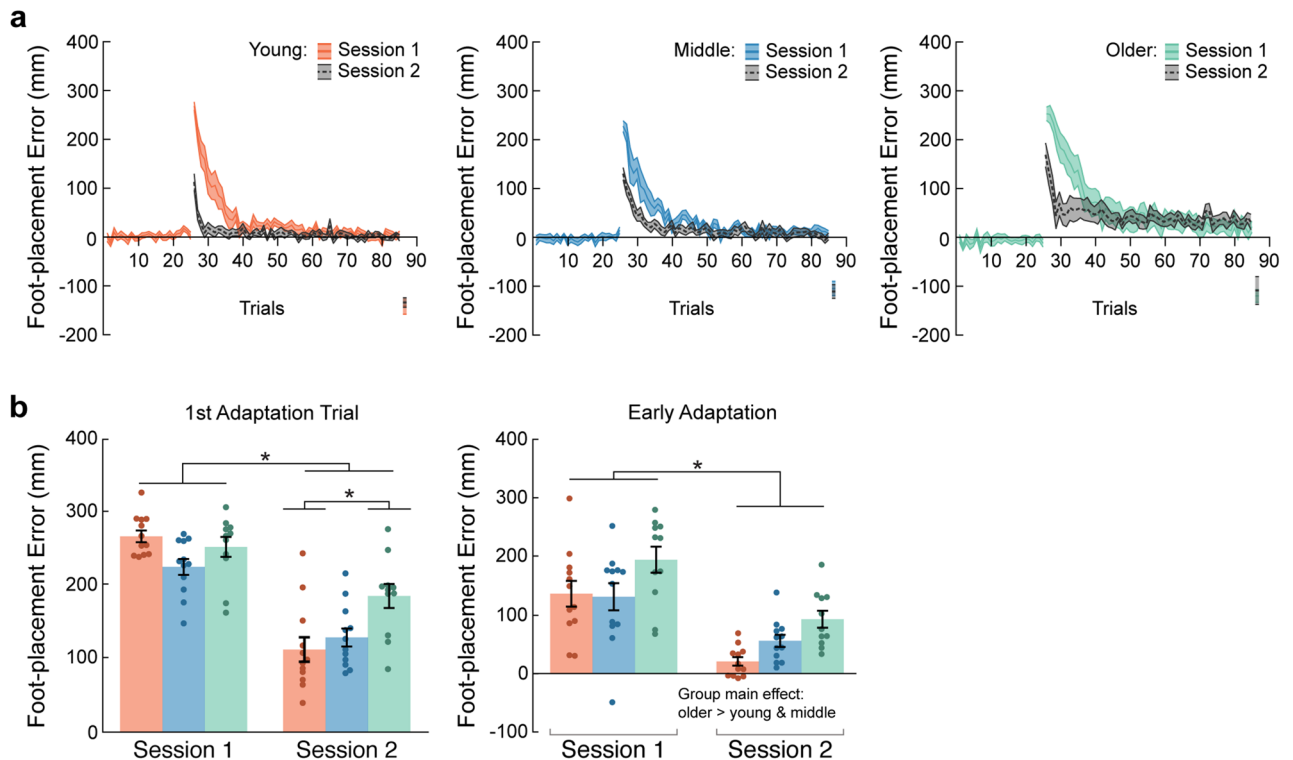 a
Young: Session 1
Session 2
Foot-placement Error (mm)
400
300
200
100
0
-100
-200
10 20 30 40 50 60 70 80 90
Trials
Middle: Session 1
Session 2
Foot-placement Error (mm)
400
300
200
100
0
-100
-200
10 20 30 40 50 60 70 80 90
Trials
Older: Session 1
Session 2
Foot-placement Error (mm)
400
300
200
100
0
-100
-200
10 20 30 40 50 60 70 80 90
Trials
b
1st Adaptation Trial
Foot-placement Error (mm)
400
300
200
100
0
*
*
Session 1 Session 2
Early Adaptation
Foot-placement Error (mm)
400
300
200
100
0
-100
*
Group main effect:
older > young & middle
Session 1 Session 2